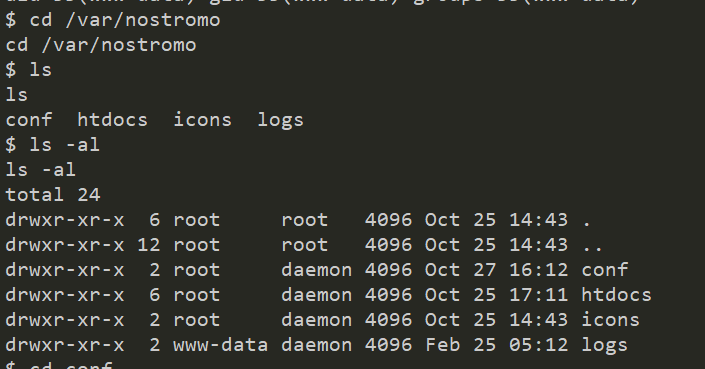 $ cd /var/nostromo
cd /var/nostromo
$ ls
ls
conf  htdocs  icons  logs
$ ls -al
ls -al
total 24
drwxr-xr-x  6 root     root   4096 Oct 25 14:43 .
drwxr-xr-x 12 root     root   4096 Oct 25 14:43 ..
drwxr-xr-x  2 root     daemon 4096 Oct 27 16:12 conf
drwxr-xr-x  6 root     daemon 4096 Oct 25 17:11 htdocs
drwxr-xr-x  2 root     daemon 4096 Oct 25 14:43 icons
drwxr-xr-x  2 www-data daemon 4096 Feb 25 05:12 logs
$ cd conf